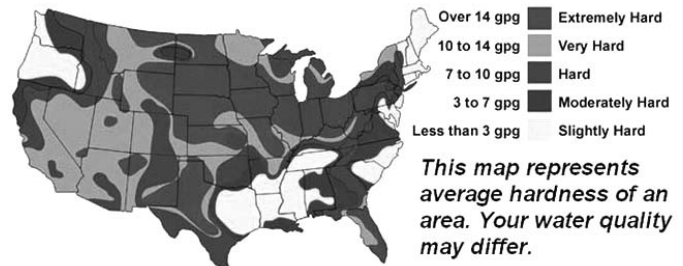 Over 14 gpg Extremely Hard
10 to 14 gpg Very Hard
7 to 10 gpg Hard
3 to 7 gpg Moderately Hard
Less than 3 gpg Slightly Hard
This map represents
average hardness of an
area. Your water quality
may differ.